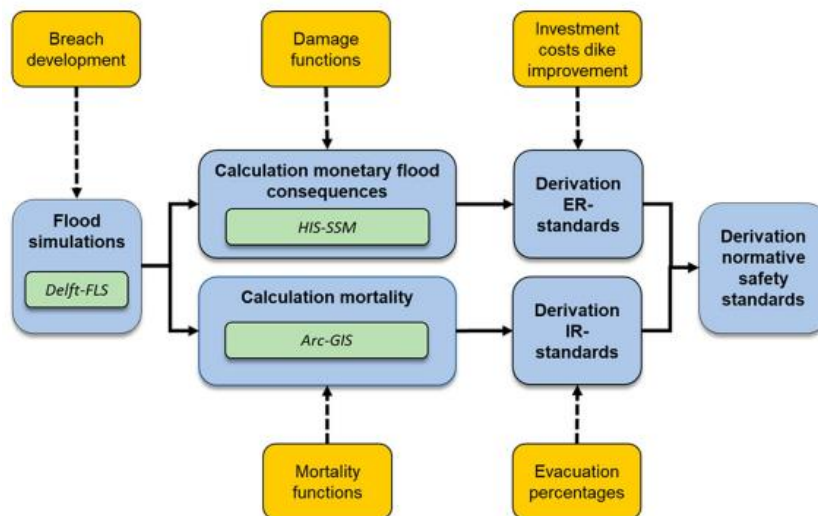 Breach
development
Damage
functions
Investment
costs dike
improvement
Flood
simulations
Delft-FLS
Calculation monetary flood
consequences
HIS-SSM
Derivation
ER-
standards
Derivation
normative
safety
standards
Calculation mortality
Arc-GIS
Derivation
IR-
standards
Mortality
functions
Evacuation
percentages